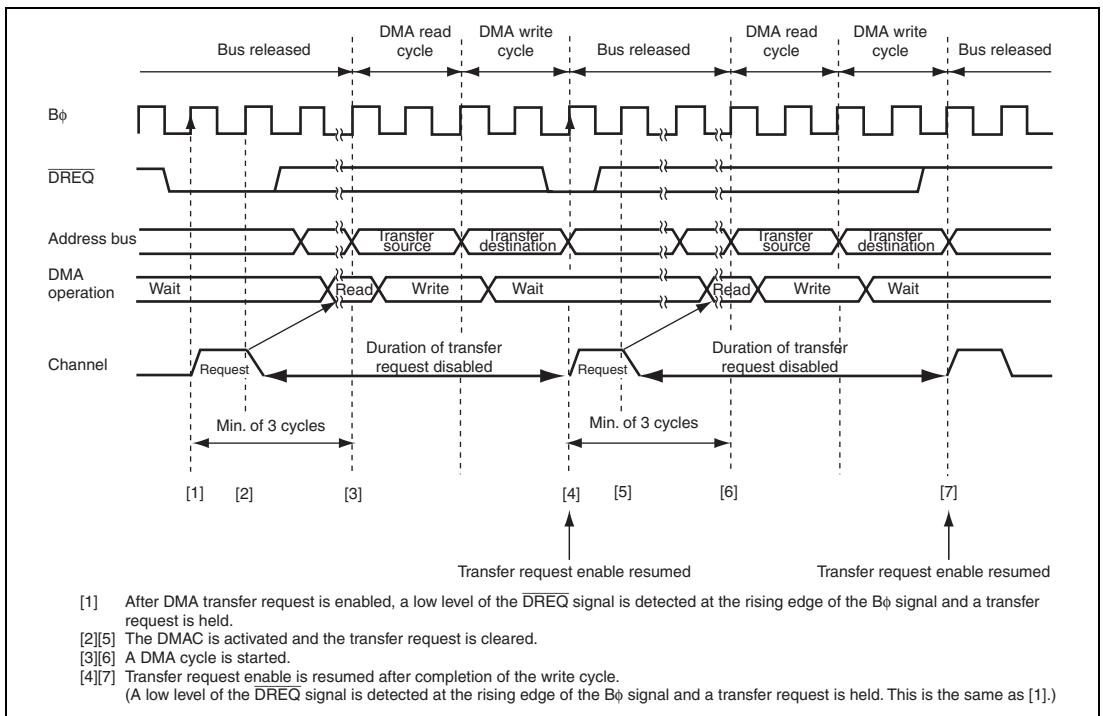 Bus released
DMA read cycle
DMA write cycle
Bus released
DMA read cycle
DMA write cycle
Bus released
Bφ
DREQ
Address bus
Transfer source
Transfer destination
Transfer source
Transfer destination
DMA operation
Wait
Read
Write
Wait
Read
Write
Wait
Channel
Request
Duration of transfer request disabled
Request
Duration of transfer request disabled
Min. of 3 cycles
Min. of 3 cycles
[1] [2] [3] [4] [5] [6] [7]
Transfer request enable resumed
Transfer request enable resumed
[1] After DMA transfer request is enabled, a low level of the DREQ signal is detected at the rising edge of the Bφ signal and a transfer
request is held.
[2][5] The DMAC is activated and the transfer request is cleared.
[3][6] A DMA cycle is started.
[4][7] Transfer request enable is resumed after completion of the write cycle.
(A low level of the DREQ signal is detected at the rising edge of the Bφ signal and a transfer request is held. This is the same as [1].)